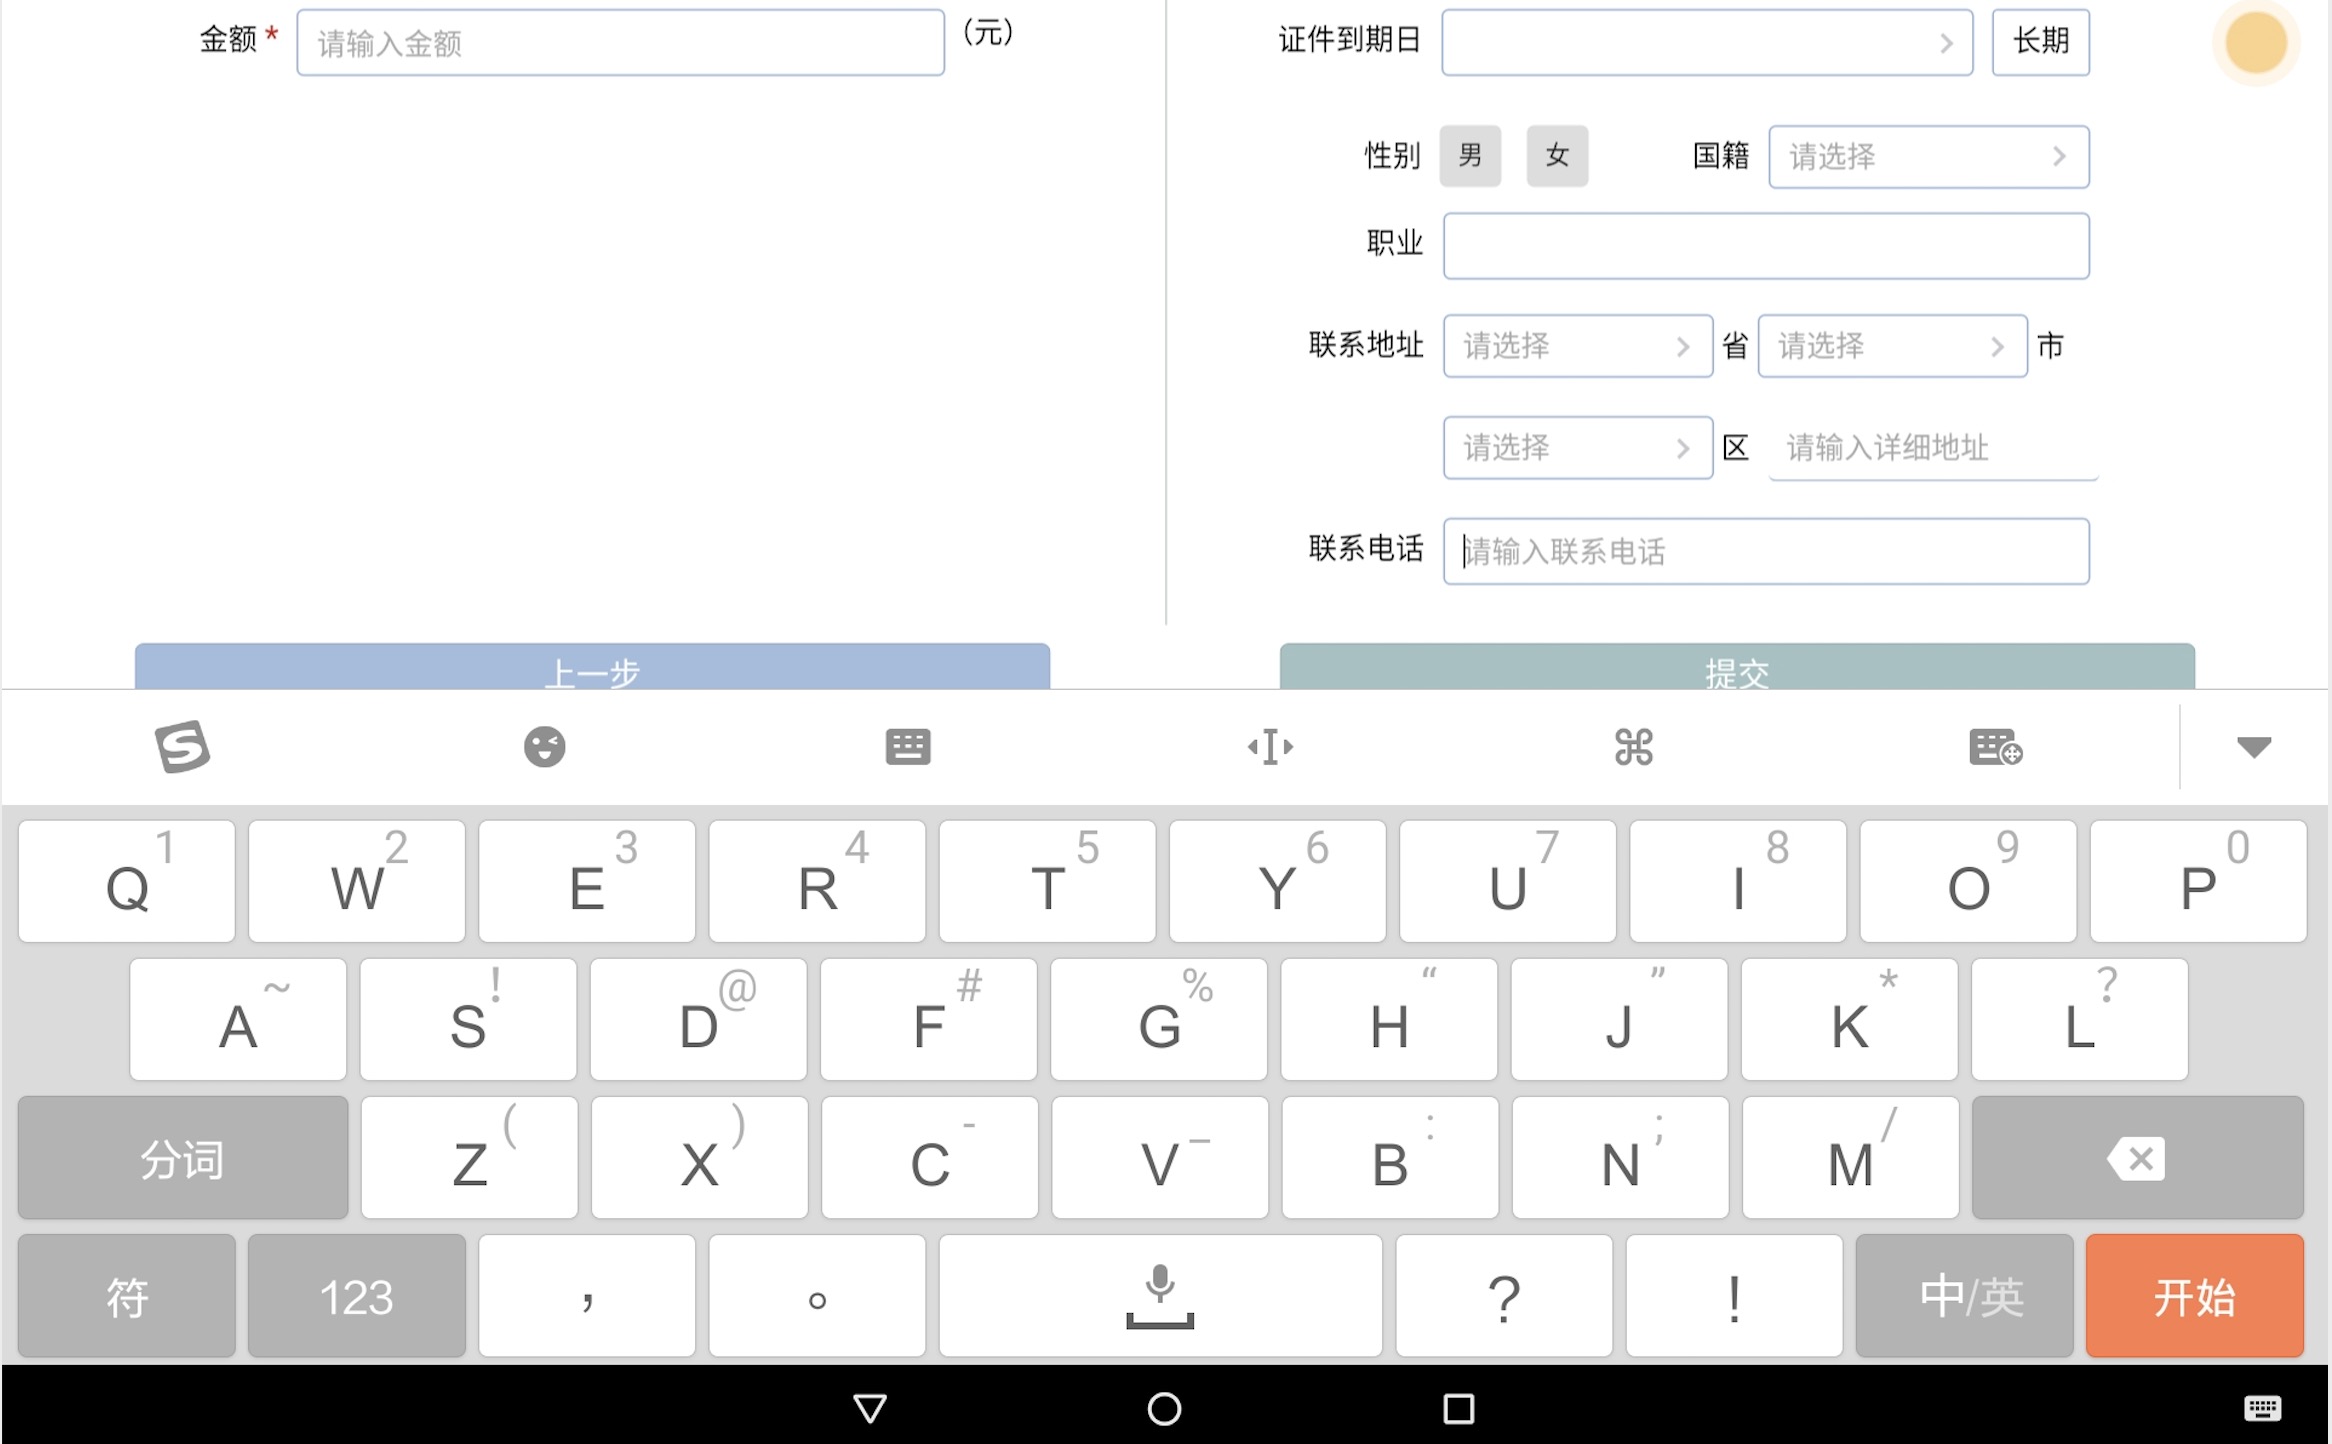 金额* 请输入金额 (元)
证件到期日 长期
性别 男 女 国籍 请选择
职业
联系地址 请选择 省 请选择 市
请选择 区 请输入详细地址
联系电话 请输入联系电话
上一步 提交
1 2 3 4 5 6 7 8 9 0
Q W E R T Y U I O P
~ ! @ # % “ ” * ?
A S D F G H J K L
( ) - _ : ; /
分词 Z X C V B N M
符 123 , 。 ? ! 中/英 开始